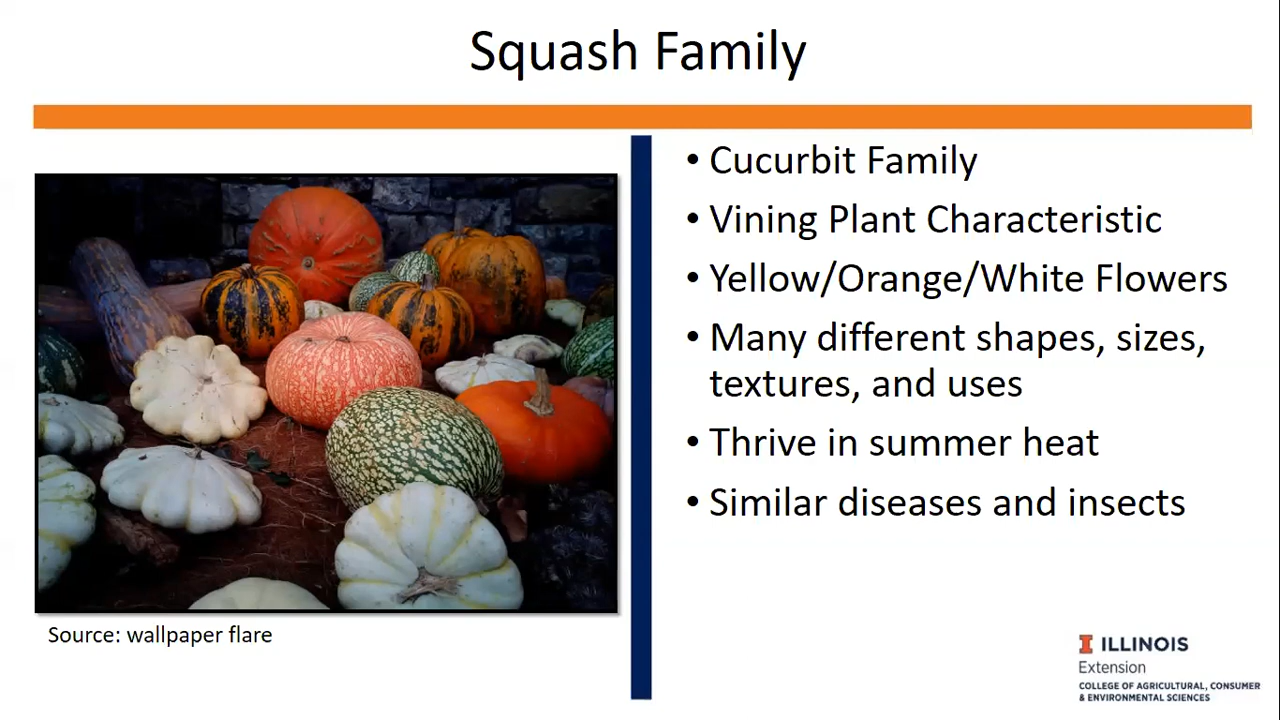 Squash Family
• Cucurbit Family
• Vining Plant Characteristic
• Yellow/Orange/White Flowers
• Many different shapes, sizes,
textures, and uses
• Thrive in summer heat
• Similar diseases and insects
Source: wallpaper flare
I ILLINOIS
Extension
COLLEGE OF AGRICULTURAL, CONSUMER
& ENVIRONMENTAL SCIENCES